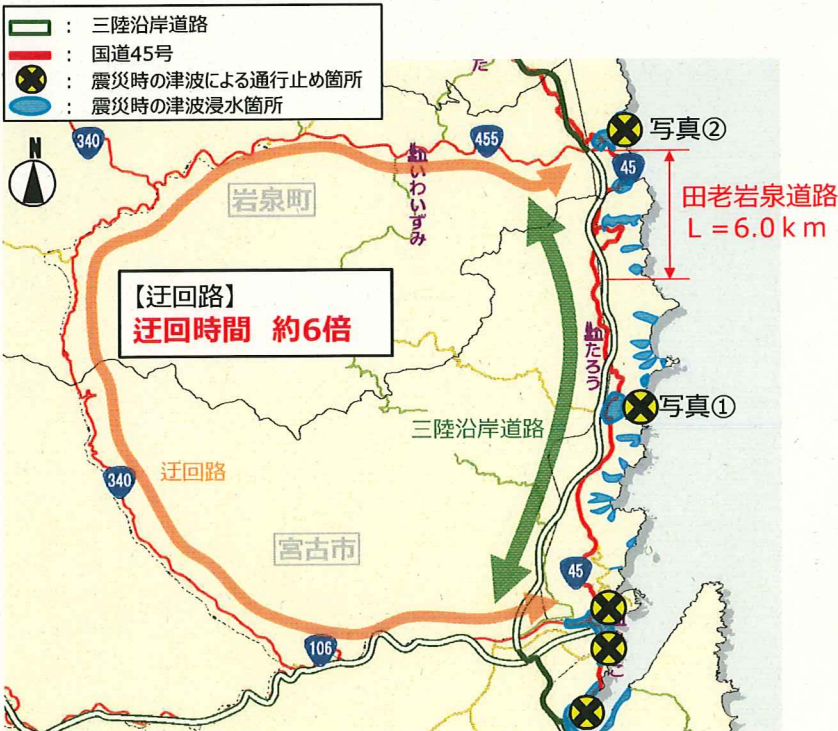 ： 三陸沿岸道路
： 国道45号
： 震災時の津波による通行止め箇所
： 震災時の津波浸水箇所
N
340
455
た
写真②
45
いわいずみ
岩泉町
田老岩泉道路
L＝6.0ｋｍ
【迂回路】
迂回時間 約6倍
たろう
写真①
三陸沿岸道路
迂回路
340
宮古市
45
106
こ